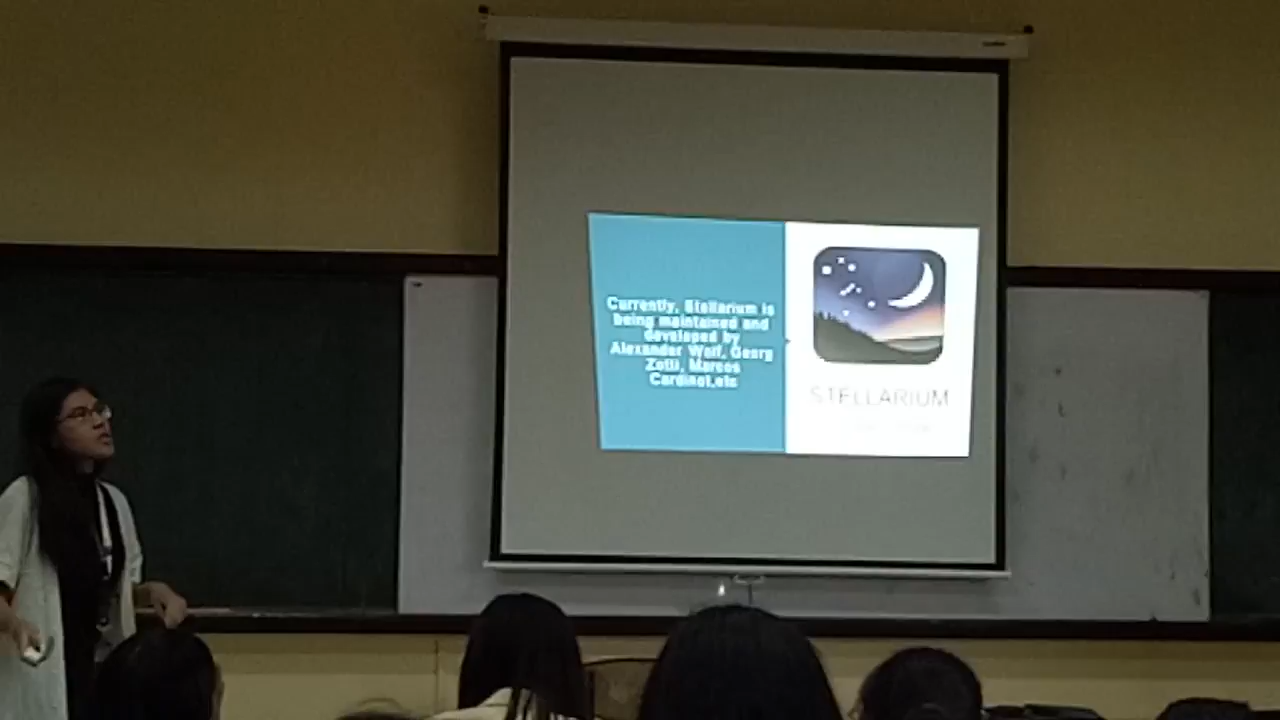 Currently, Stellarium is
being maintained and
developed by
Alexander Wolf, Georg
Zotti, Marcos
Cardinot,etc
STELLARIUM